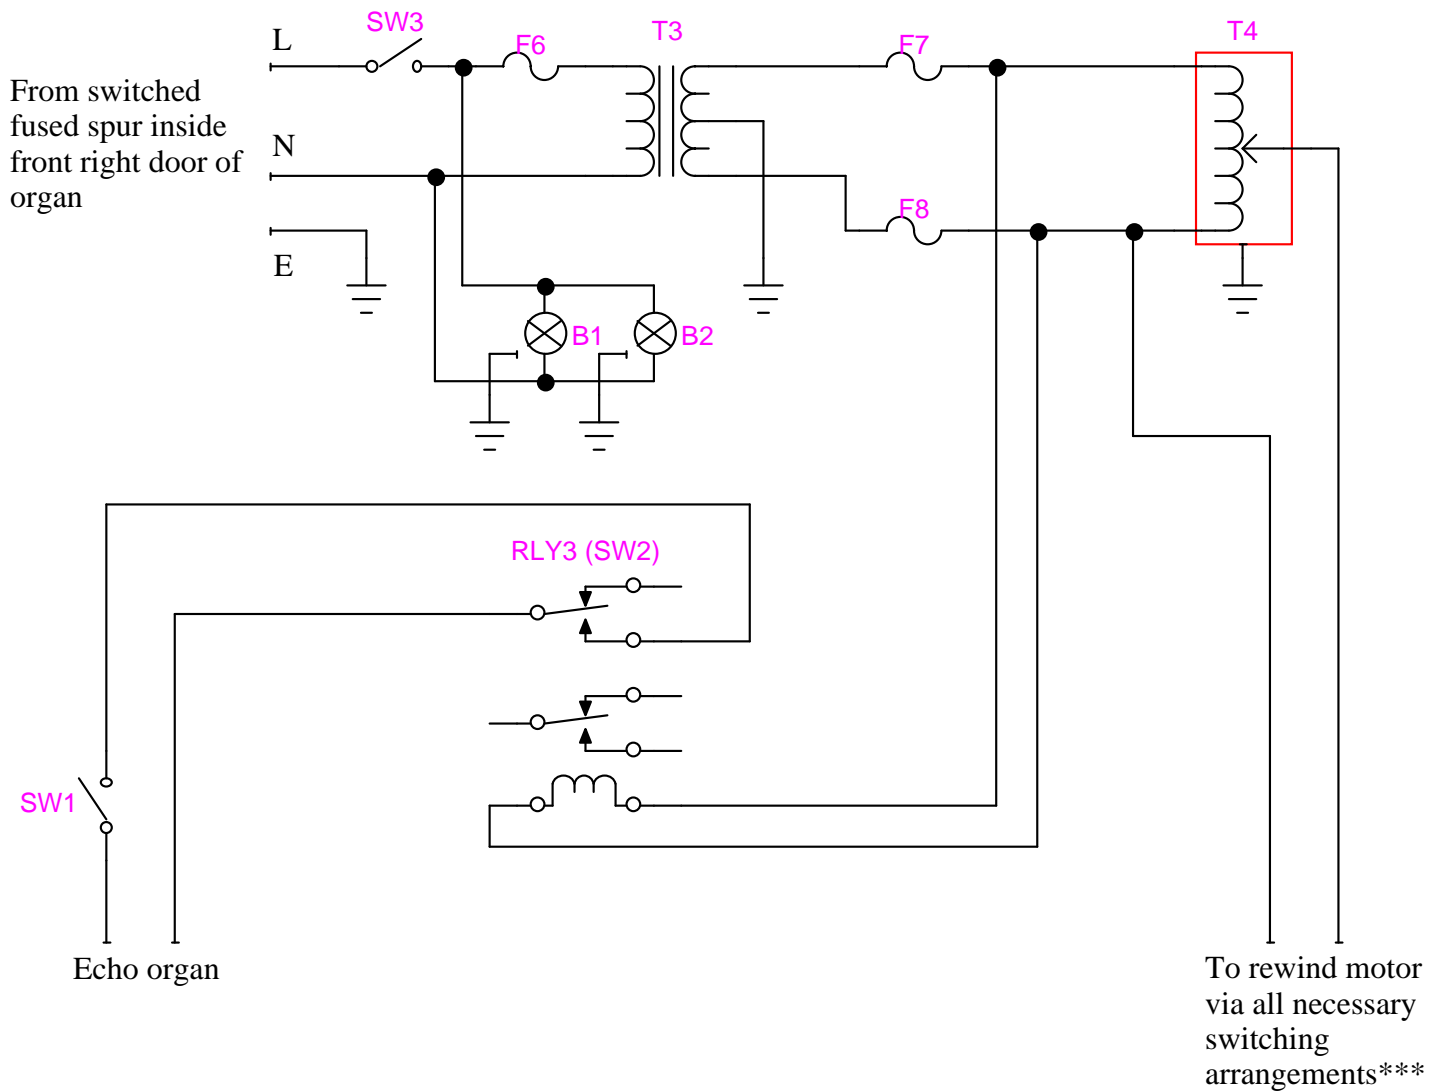 SW3
L
F6
T3
F7
T4
From switched
fused spur inside
front right door of
organ
N
E
F8
B1
B2
RLY3 (SW2)
SW1
Echo organ
To rewind motor
via all necessary
switching
arrangements***